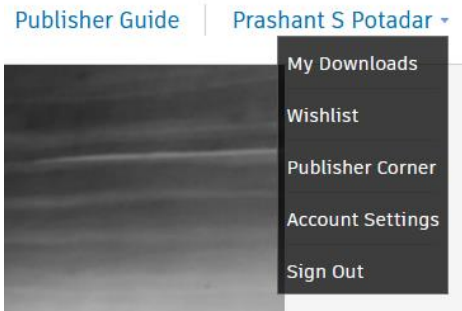 Publisher Guide
Prashant S Potadar
My Downloads
Wishlist
Publisher Corner
Account Settings
Sign Out